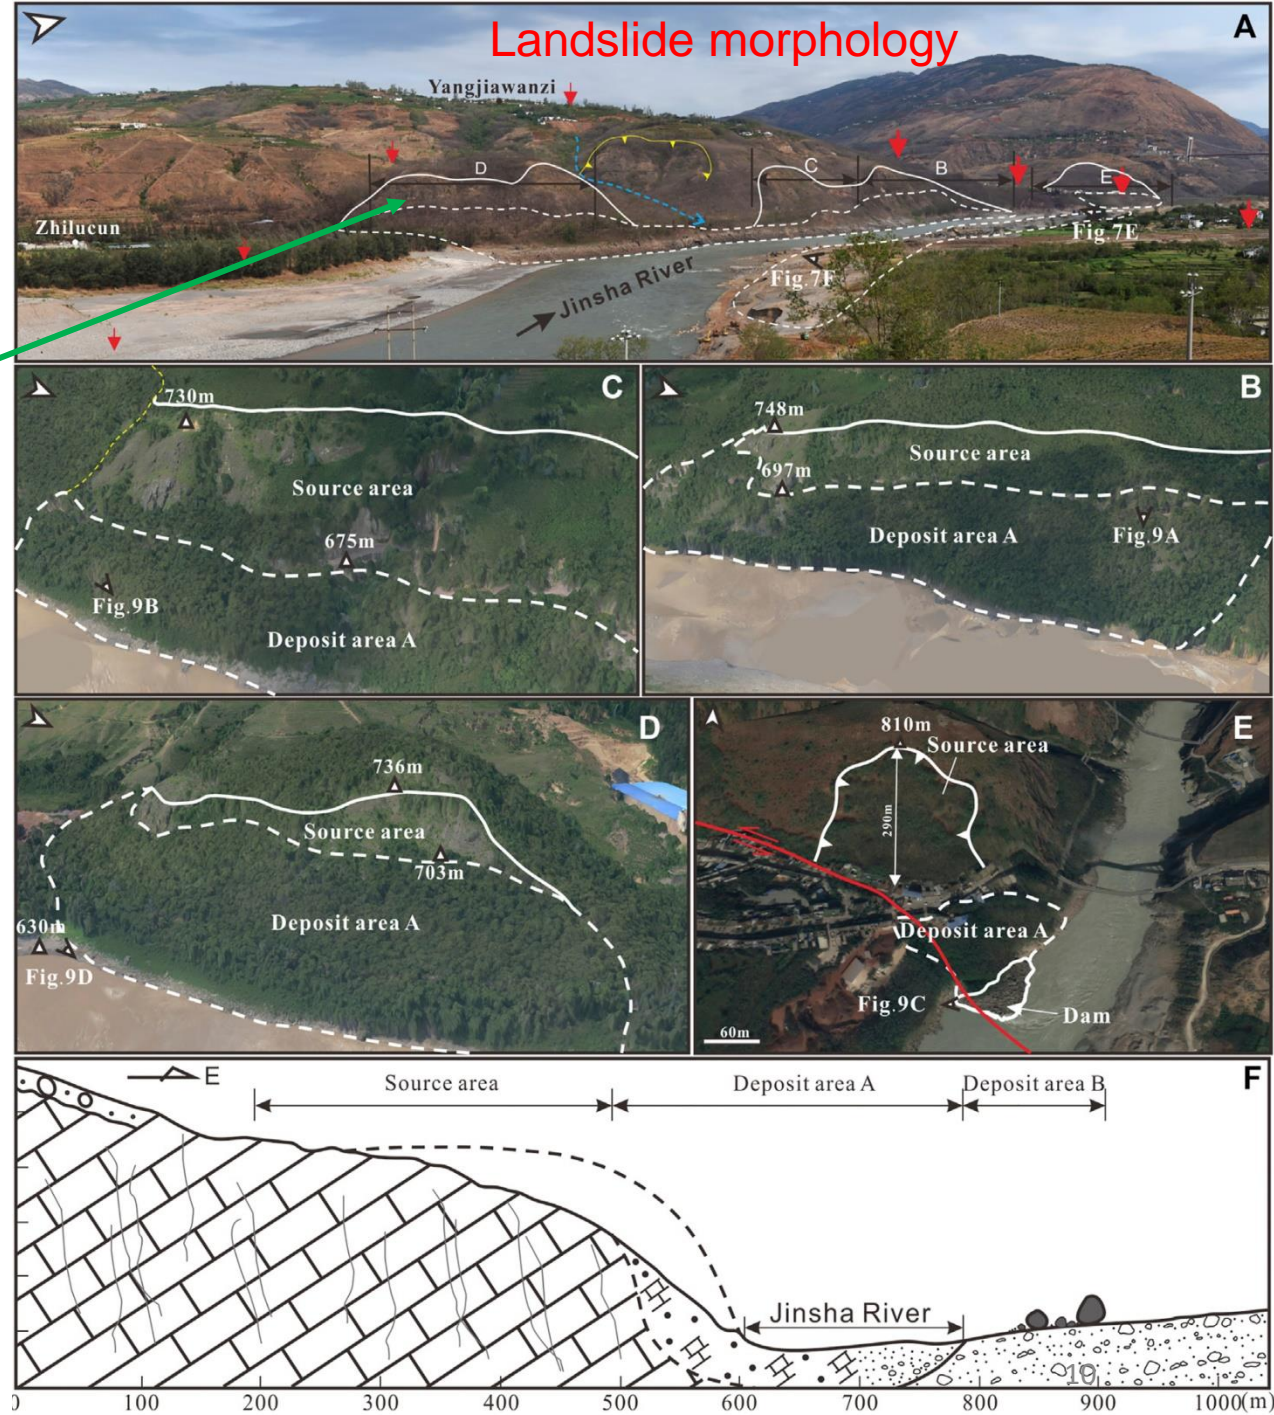 Landslide morphology
A
Yangjiawanzi
D
C
B
E
Zhilucun
Fig.7E
Fig.7F
Jinsha River
C
730m
Source area
675m
Fig.9B
Deposit area A
B
748m
Source area
697m
Deposit area A
Fig.9A
D
736m
Source area
703m
Deposit area A
630m
Fig.9D
E
810m
Source area
290m
Deposit area A
Fig.9C
Dam
60m
F
E
Source area
Deposit area A
Deposit area B
Jinsha River
10
0 100 200 300 400 500 600 700 800 900 1000(m)